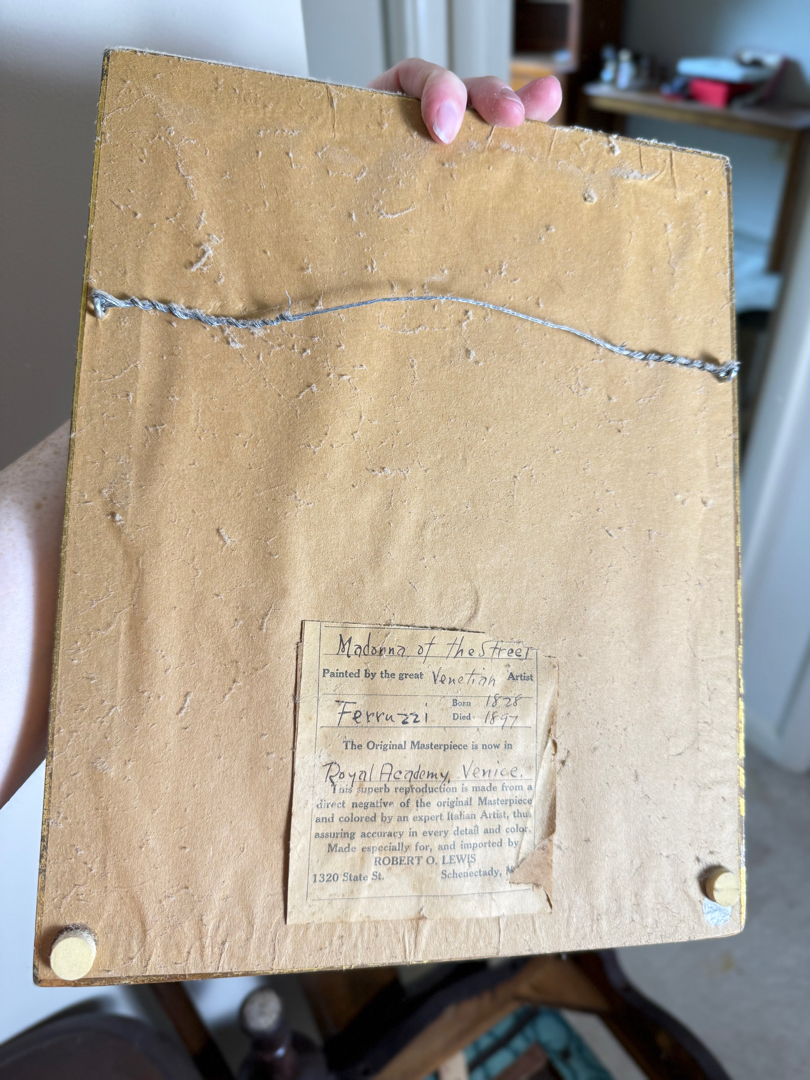 Madonna of the Street
Painted by the great Venetian Artist
Ferruzzi Born 1828
Died 1897
The Original Masterpiece is now in
Royal Academy, Venice.
This superb reproduction is made from a
direct negative of the original Masterpiece
and colored by an expert Italian Artist, thus
assuring accuracy in every detail and color.
Made especially for, and imported by
ROBERT O. LEWIS
1320 State St. Schenectady,